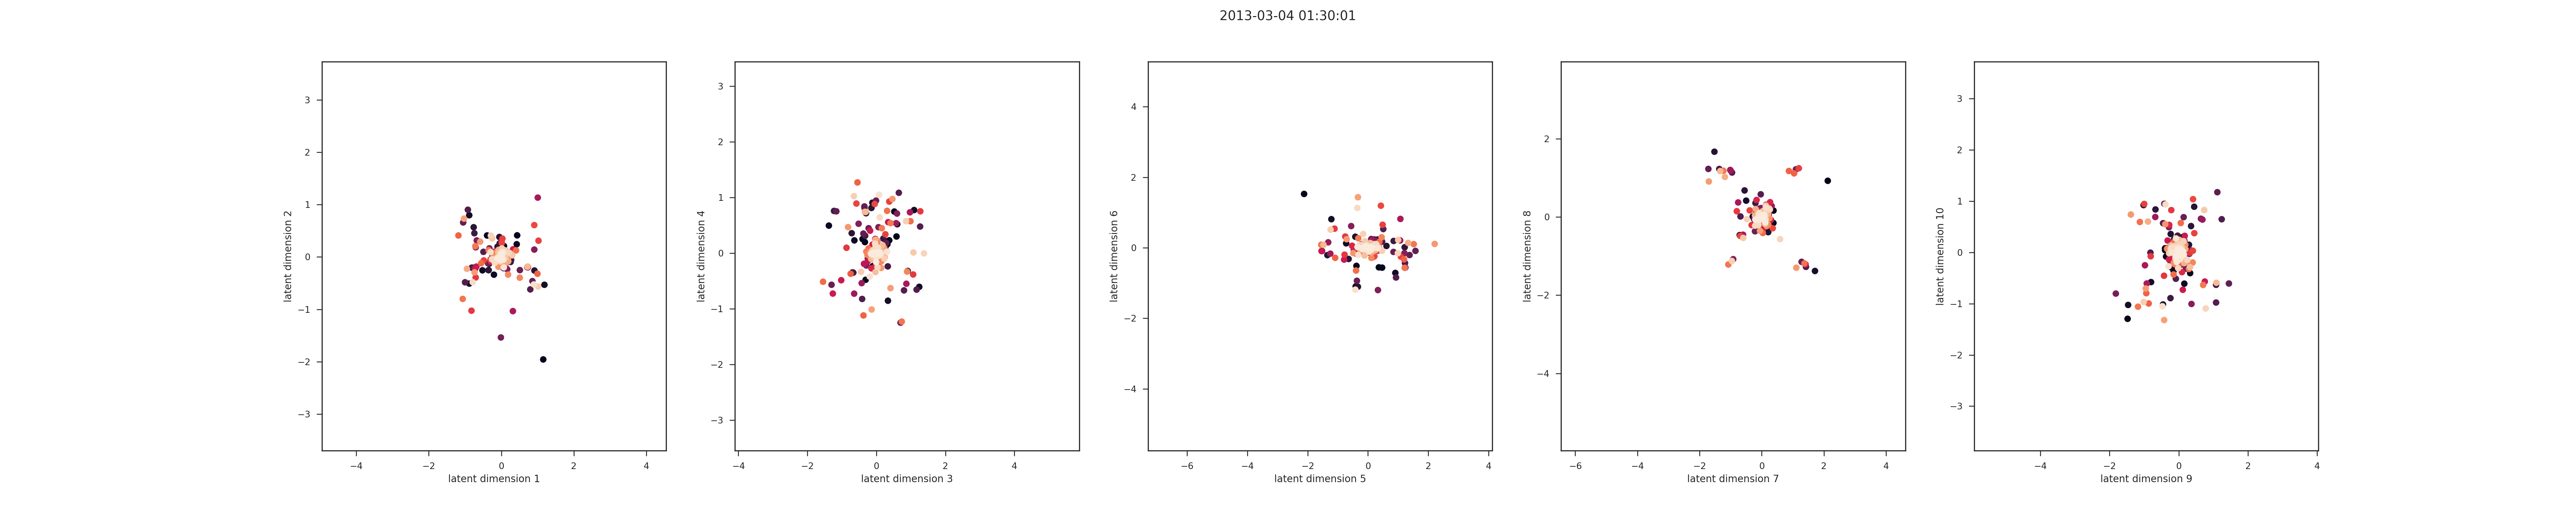 2013-03-04 01:30:01
latent dimension 2
3
2
1
0
−1
−2
−3
−4 −2 0 2 4
latent dimension 1
latent dimension 4
3
2
1
0
−1
−2
−3
−4 −2 0 2 4
latent dimension 3
latent dimension 6
4
2
0
−2
−4
−6 −4 −2 0 2 4
latent dimension 5
latent dimension 8
2
0
−2
−4
−6 −4 −2 0 2 4
latent dimension 7
latent dimension 10
3
2
1
0
−1
−2
−3
−4 −2 0 2 4
latent dimension 9